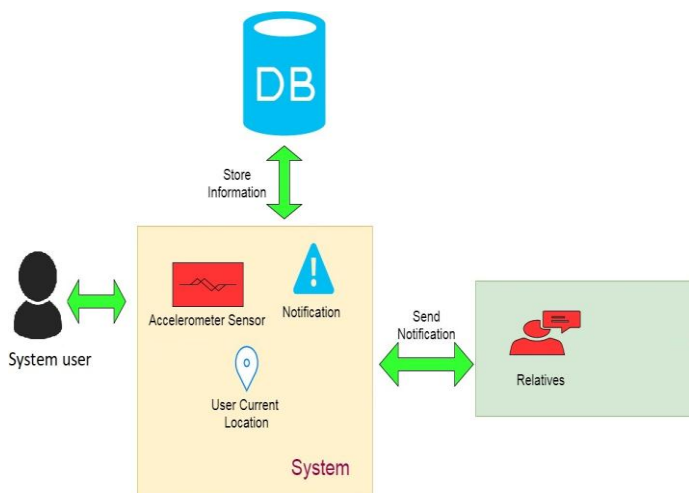 DB
Store
Information
Accelerometer Sensor
Notification
User Current
Location
System
System user
Send
Notification
Relatives